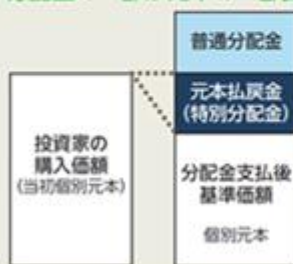 普通分配金
元本払戻金
(特別分配金)
投資家の
購入価額
(当初個別元本)
分配金支払後
基準価額
個別元本